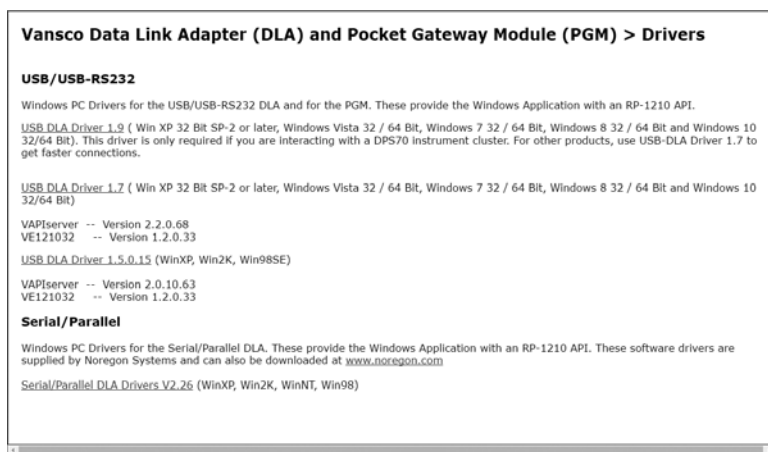 Vansco Data Link Adapter (DLA) and Pocket Gateway Module (PGM) > Drivers
USB/USB-RS232
Windows PC Drivers for the USB/USB-RS232 DLA and for the PGM. These provide the Windows Application with an RP-1210 API.
USB DLA Driver 1.9 ( Win XP 32 Bit SP-2 or later, Windows Vista 32 / 64 Bit, Windows 7 32 / 64 Bit, Windows 8 32 / 64 Bit and Windows 10
32/64 Bit). This driver is only required if you are interacting with a DPS70 instrument cluster. For other products, use USB-DLA Driver 1.7 to
get faster connections.
USB DLA Driver 1.7 ( Win XP 32 Bit SP-2 or later, Windows Vista 32 / 64 Bit, Windows 7 32 / 64 Bit, Windows 8 32 / 64 Bit and Windows 10
32/64 Bit)
VAPIserver -- Version 2.2.0.68
VE121032 -- Version 1.2.0.33
USB DLA Driver 1.5.0.15 (WinXP, Win2K, Win98SE)
VAPIserver -- Version 2.0.10.63
VE121032 -- Version 1.2.0.33
Serial/Parallel
Windows PC Drivers for the Serial/Parallel DLA. These provide the Windows Application with an RP-1210 API. These software drivers are
supplied by Noregon Systems and can also be downloaded at www.noregon.com
Serial/Parallel DLA Drivers V2.26 (WinXP, Win2K, WinNT, Win98)